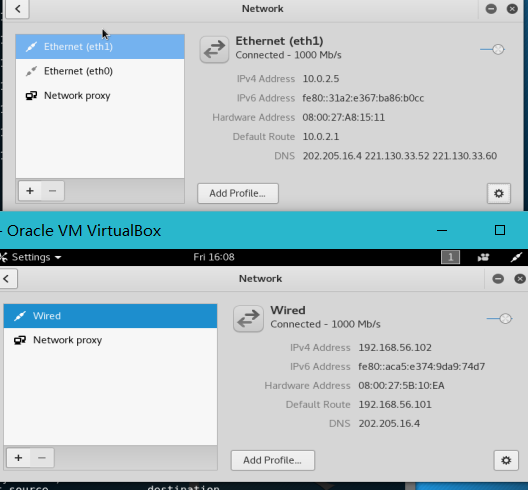 Network
Ethernet (eth1)
Ethernet (eth0)
Network proxy
Ethernet (eth1)
Connected - 1000 Mb/s
IPv4 Address 10.0.2.5
IPv6 Address fe80::31a2:e367:ba86:b0cc
Hardware Address 08:00:27:A8:15:11
Default Route 10.0.2.1
DNS 202.205.16.4 221.130.33.52 221.130.33.60
+ −
Add Profile...
- Oracle VM VirtualBox
Settings Fri 16:08 1
Network
Wired
Network proxy
Wired
Connected - 1000 Mb/s
IPv4 Address 192.168.56.102
IPv6 Address fe80::aca5:e374:9da9:74d7
Hardware Address 08:00:27:5B:10:EA
Default Route 192.168.56.101
DNS 202.205.16.4
+ −
Add Profile...
source destination